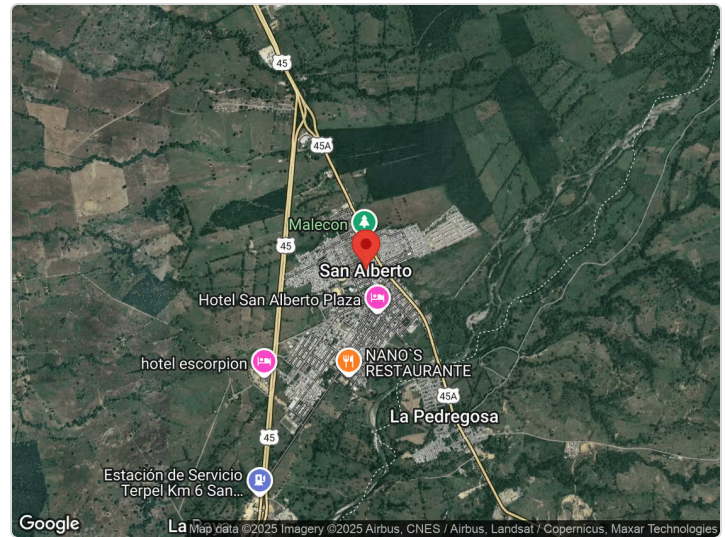 45
45A
Malecon
45
San Alberto
Hotel San Alberto Plaza
hotel escorpion
NANO`S
RESTAURANTE
45A
La Pedregosa
45
Estación de Servicio
Terpel Km 6 San...
La
Google
Map data ©2025 Imagery ©2025 Airbus, CNES / Airbus, Landsat / Copernicus, Maxar Technologies